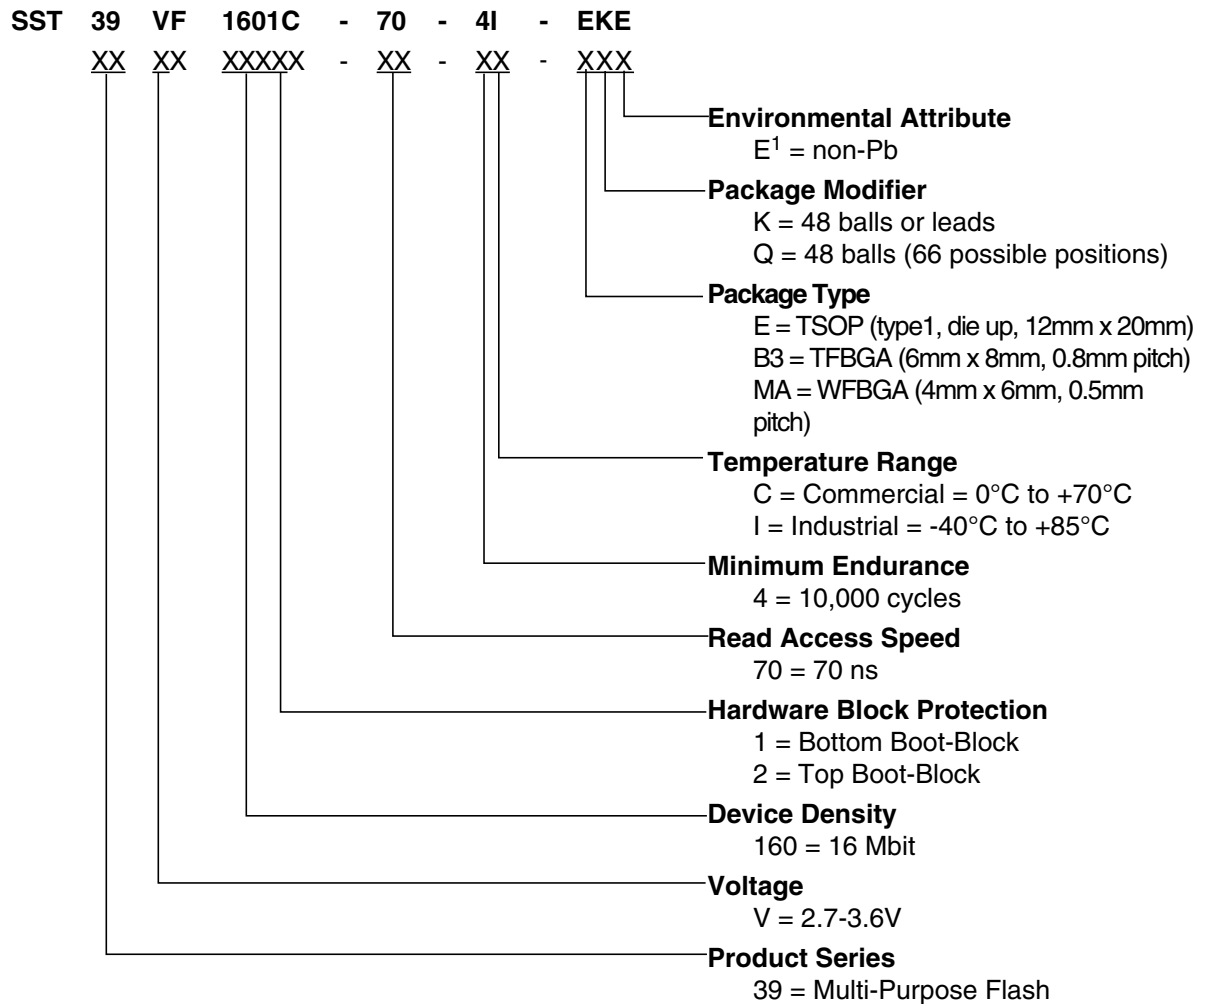 SST 39 VF 1601C - 70 - 4I - EKE
XX XX XXXXX - XX - XX - XXX
Environmental Attribute
E1 = non-Pb
Package Modifier
K = 48 balls or leads
Q = 48 balls (66 possible positions)
Package Type
E = TSOP (type1, die up, 12mm x 20mm)
B3 = TFBGA (6mm x 8mm, 0.8mm pitch)
MA = WFBGA (4mm x 6mm, 0.5mm
pitch)
Temperature Range
C = Commercial = 0°C to +70°C
I = Industrial = -40°C to +85°C
Minimum Endurance
4 = 10,000 cycles
Read Access Speed
70 = 70 ns
Hardware Block Protection
1 = Bottom Boot-Block
2 = Top Boot-Block
Device Density
160 = 16 Mbit
Voltage
V = 2.7-3.6V
Product Series
39 = Multi-Purpose Flash